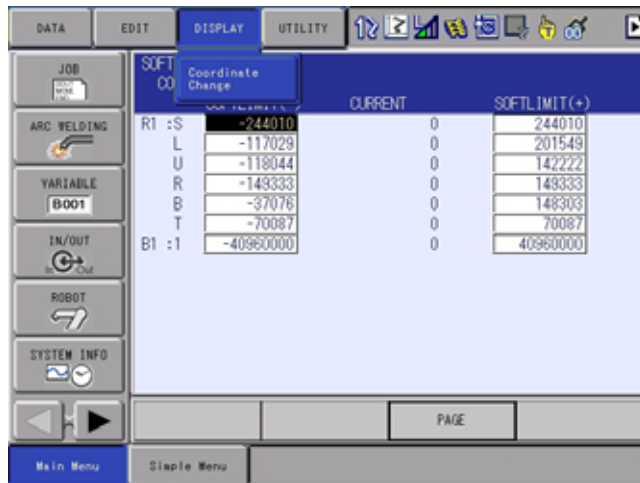 DATA EDIT DISPLAY UTILITY
JOB
ARC WELDING
VARIABLE
B001
IN/OUT
In Out
ROBOT
SYSTEM INFO
SOFT
CO
Coordinate
Change
CURRENT SOFTLIMIT(+)
R1 :S -244010 0 244010
L -117029 0 201549
U -118044 0 142222
R -149333 0 149333
B -37076 0 148303
T -70087 0 70087
B1 :1 -40960000 0 40960000
PAGE
Main Menu Simple Menu